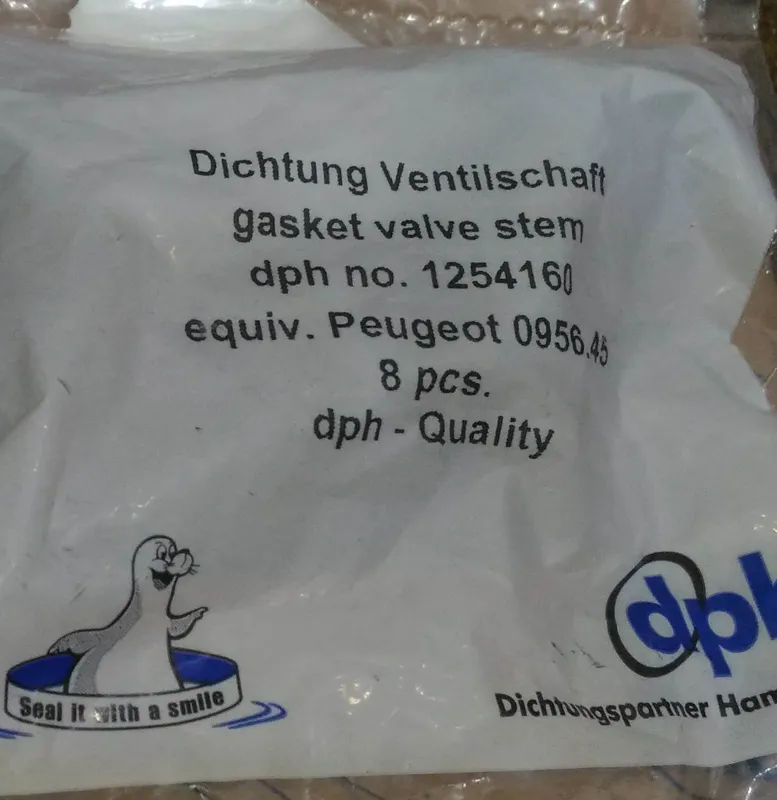 Dichtung Ventilschaft
gasket valve stem
dph no. 1254160
equiv. Peugeot 0956.45
8 pcs.
dph - Quality
Seal it with a smile
dph
Dichtungspartner